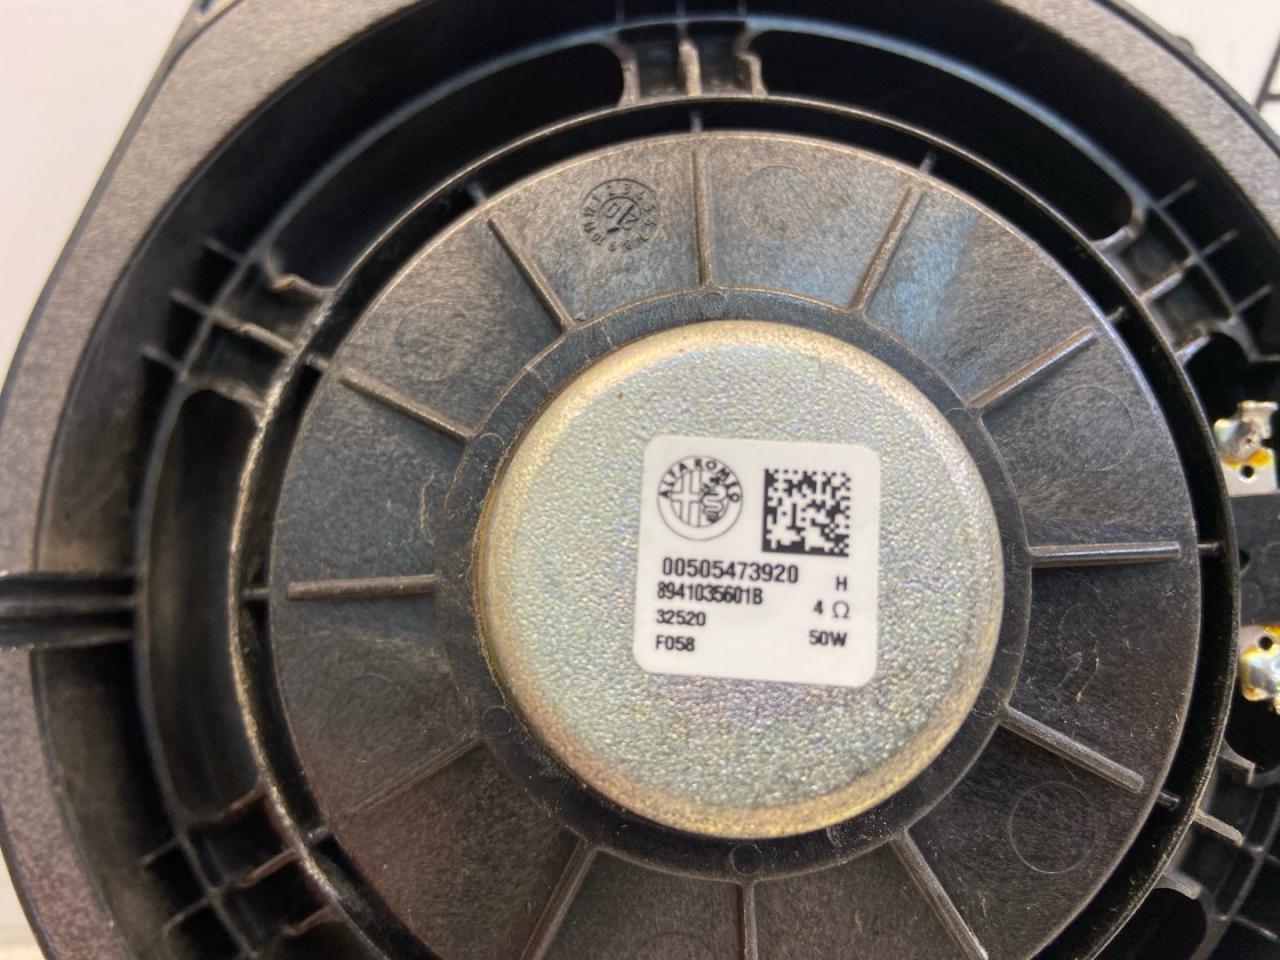 ALFA ROMEO
00505473920 H
8941035601B 4 Ω
32520
F058 50W